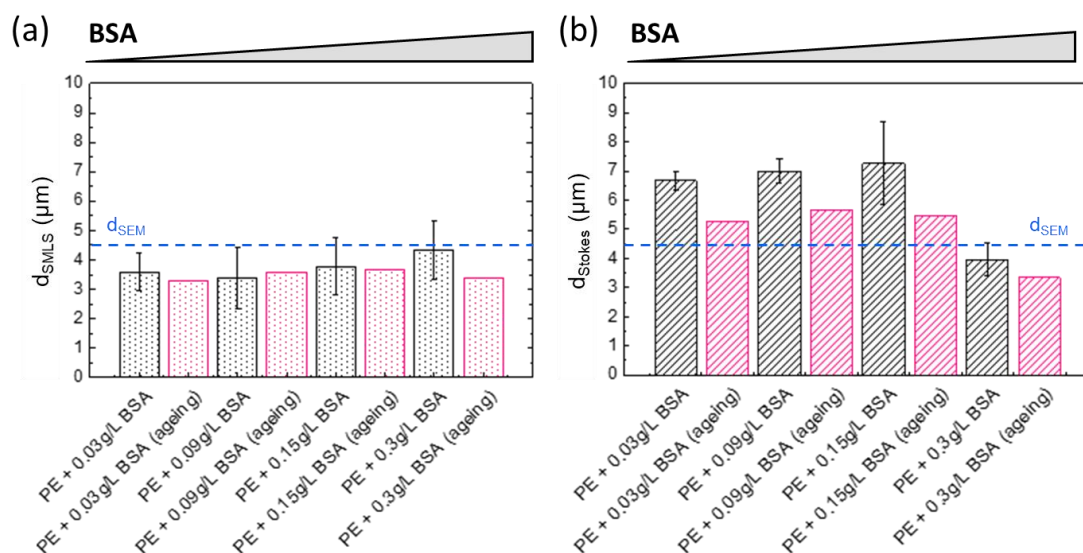 (a)
BSA
10
9
8
7
6
5
4
3
2
1
0
d_SMLS (μm)
d_SEM
PE + 0.03g/L BSA
PE + 0.03g/L BSA (ageing)
PE + 0.09g/L BSA
PE + 0.09g/L BSA (ageing)
PE + 0.15g/L BSA
PE + 0.15g/L BSA (ageing)
PE + 0.3g/L BSA
PE + 0.3g/L BSA (ageing)
(b)
BSA
10
9
8
7
6
5
4
3
2
1
0
d_Stokes (μm)
d_SEM
PE + 0.03g/L BSA
PE + 0.03g/L BSA (ageing)
PE + 0.09g/L BSA
PE + 0.09g/L BSA (ageing)
PE + 0.15g/L BSA
PE + 0.15g/L BSA (ageing)
PE + 0.3g/L BSA
PE + 0.3g/L BSA (ageing)